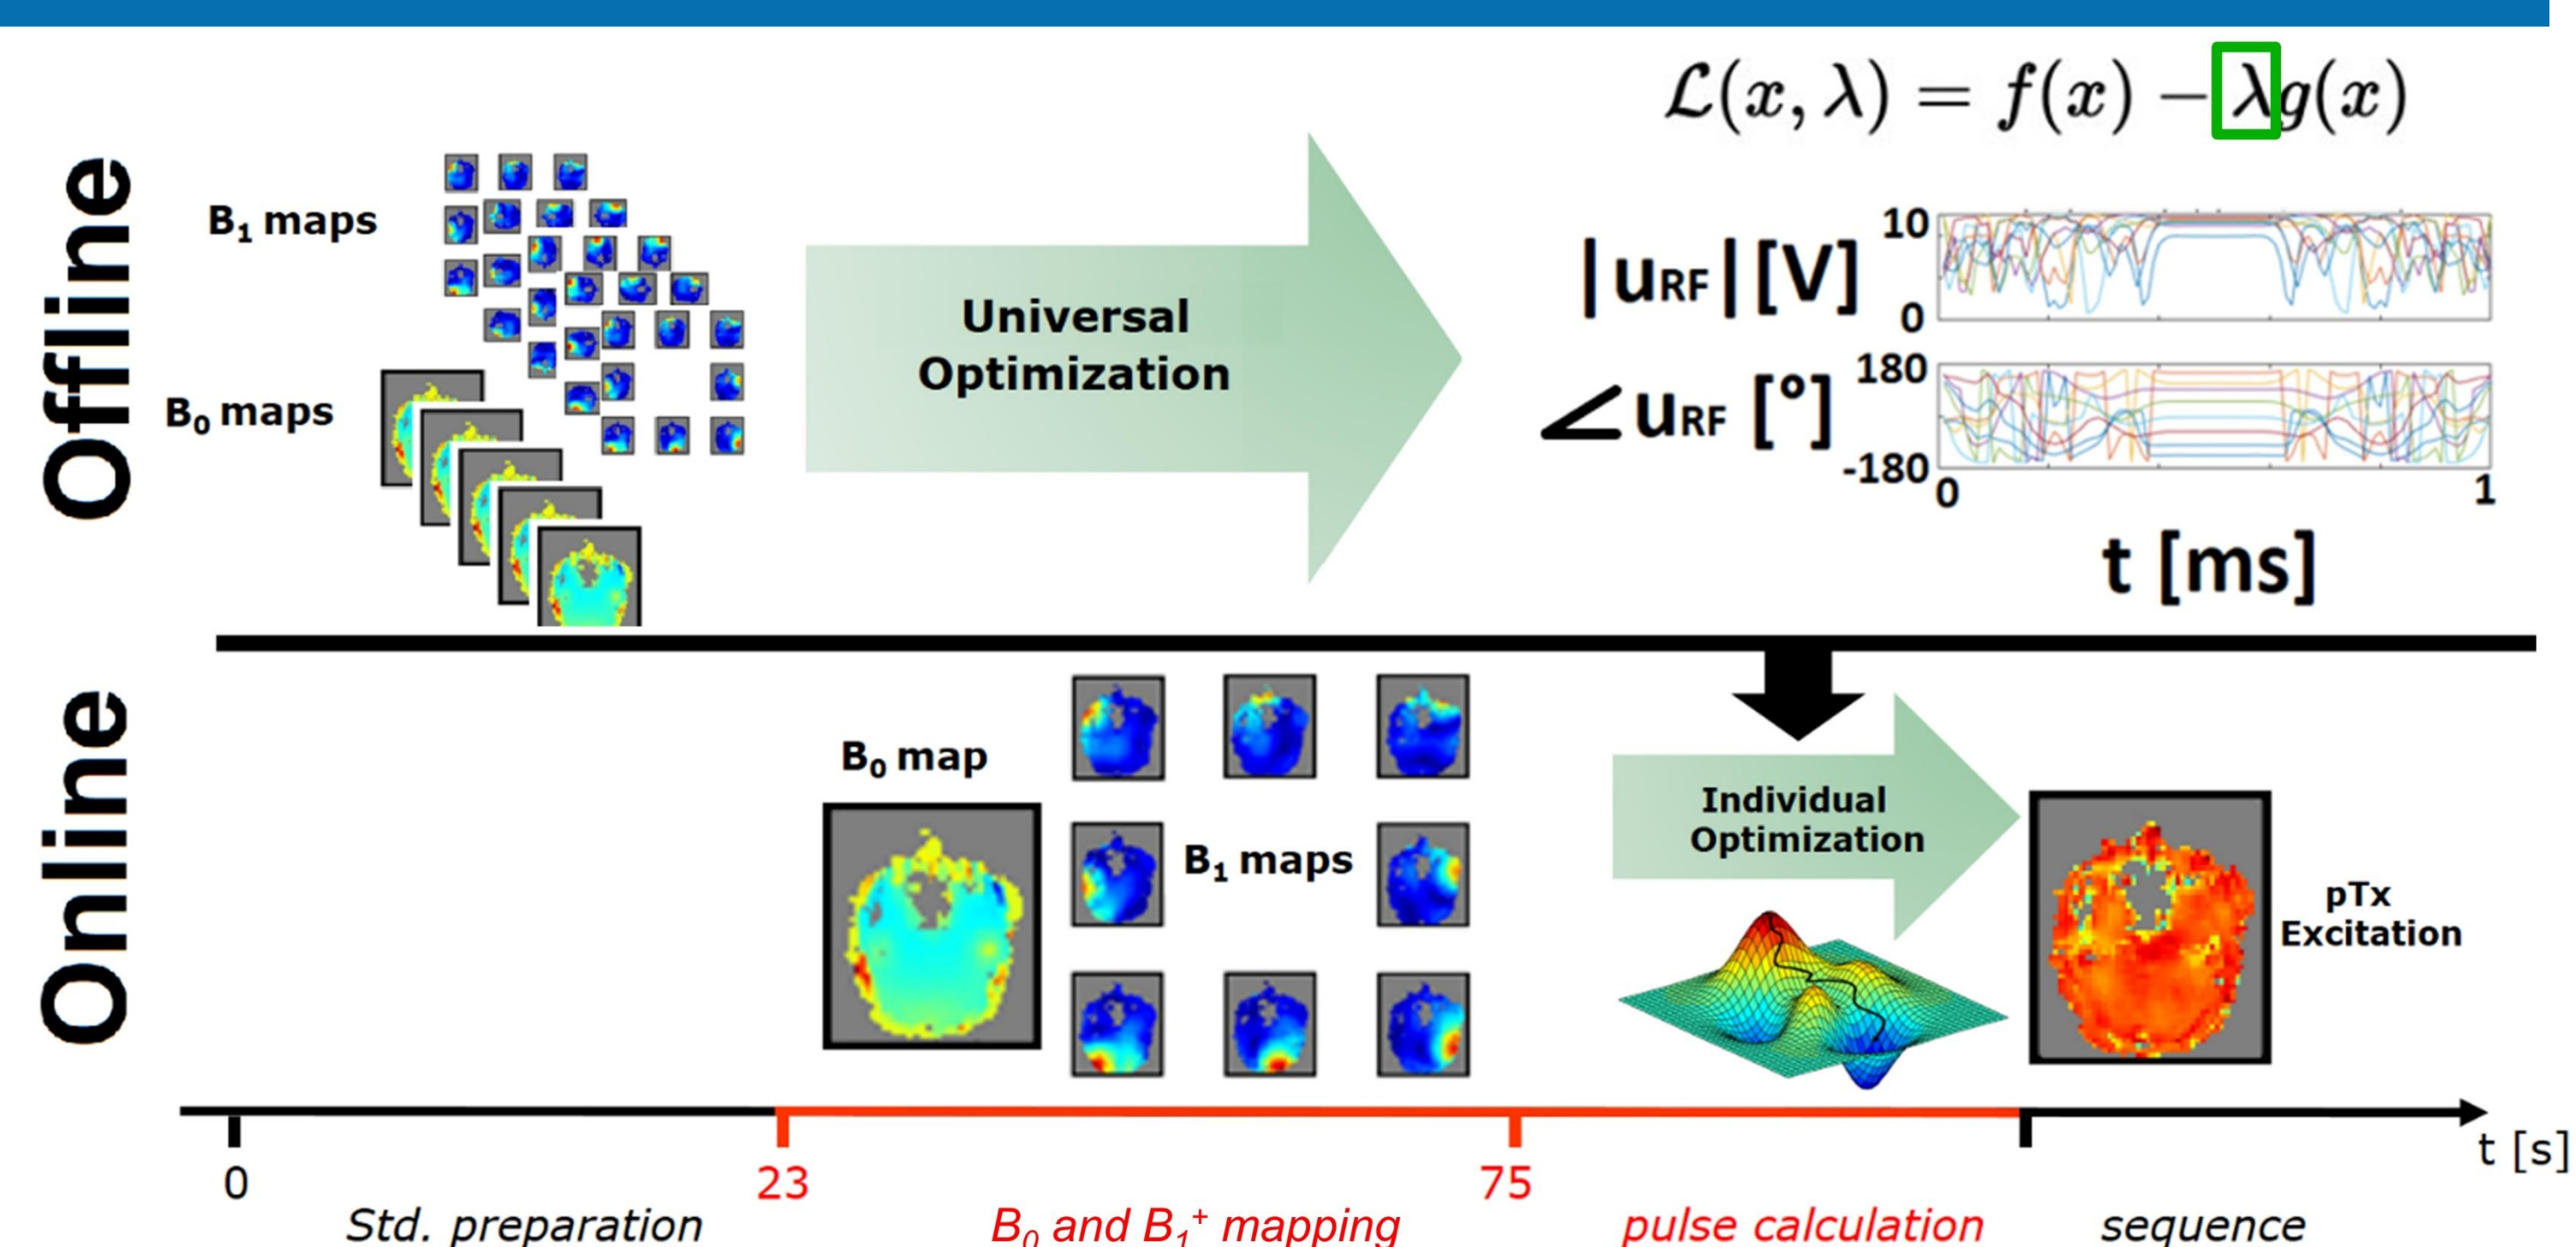 Offline
B₁ maps
B₀ maps
Universal
Optimization
ℒ(x, λ) = f(x) − λg(x)
|uRF| [V]
10
0
∠uRF [°]
180
-180
0
1
t [ms]
Online
B₀ map
B₁ maps
Individual
Optimization
pTx
Excitation
0
23
75
t [s]
Std. preparation
B₀ and B₁⁺ mapping
pulse calculation
sequence